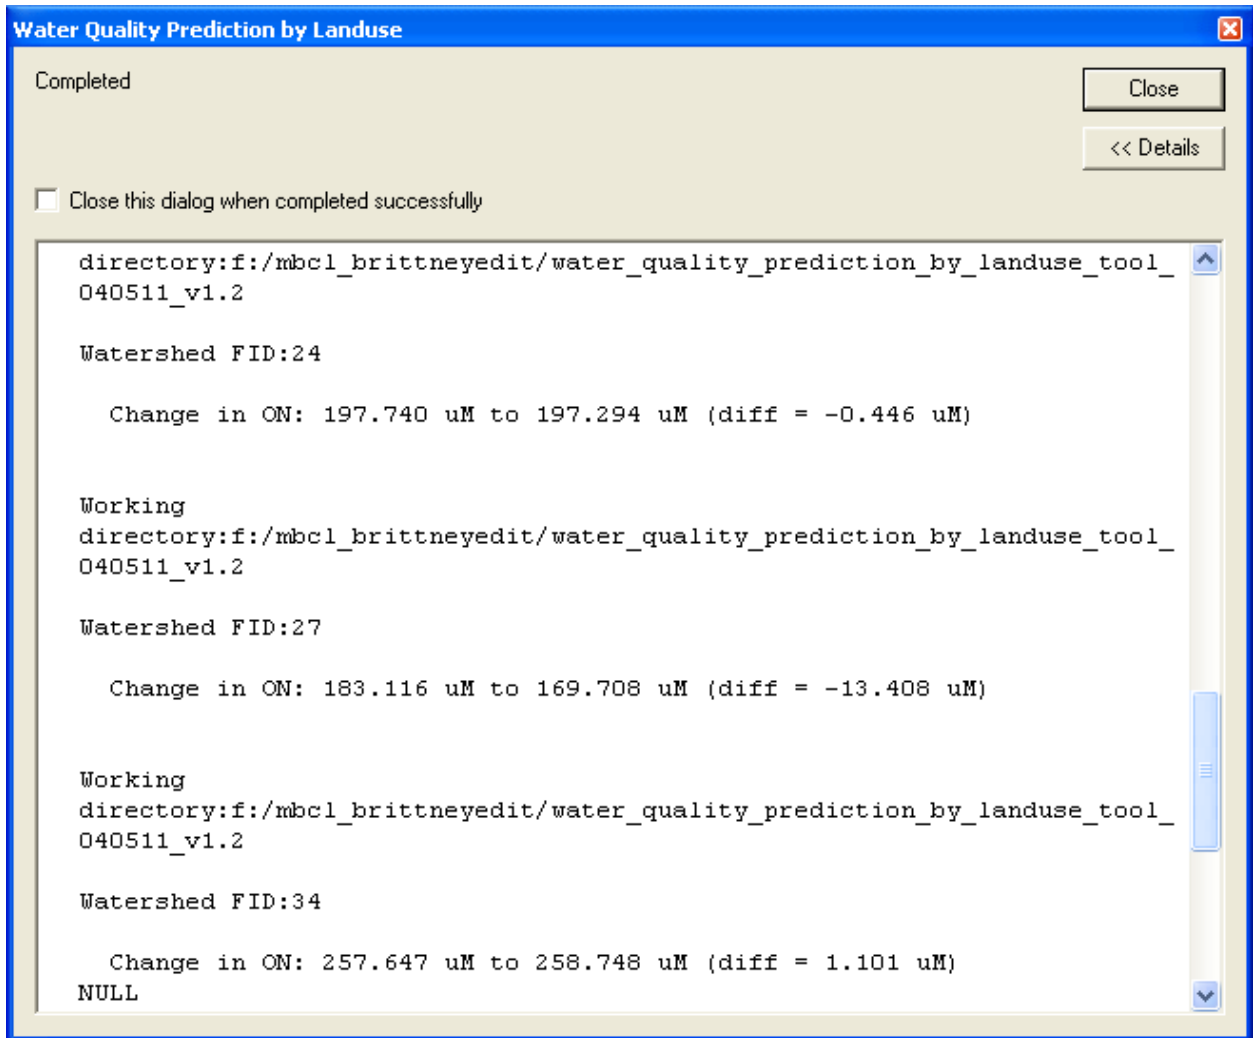 Water Quality Prediction by Landuse
Completed
Close
<< Details
Close this dialog when completed successfully
directory:f:/mbcl_brittneyedit/water_quality_prediction_by_landuse_tool_
040511_v1.2
Watershed FID:24
Change in ON: 197.740 uM to 197.294 uM (diff = -0.446 uM)
Working
directory:f:/mbcl_brittneyedit/water_quality_prediction_by_landuse_tool_
040511_v1.2
Watershed FID:27
Change in ON: 183.116 uM to 169.708 uM (diff = -13.408 uM)
Working
directory:f:/mbcl_brittneyedit/water_quality_prediction_by_landuse_tool_
040511_v1.2
Watershed FID:34
Change in ON: 257.647 uM to 258.748 uM (diff = 1.101 uM)
NULL